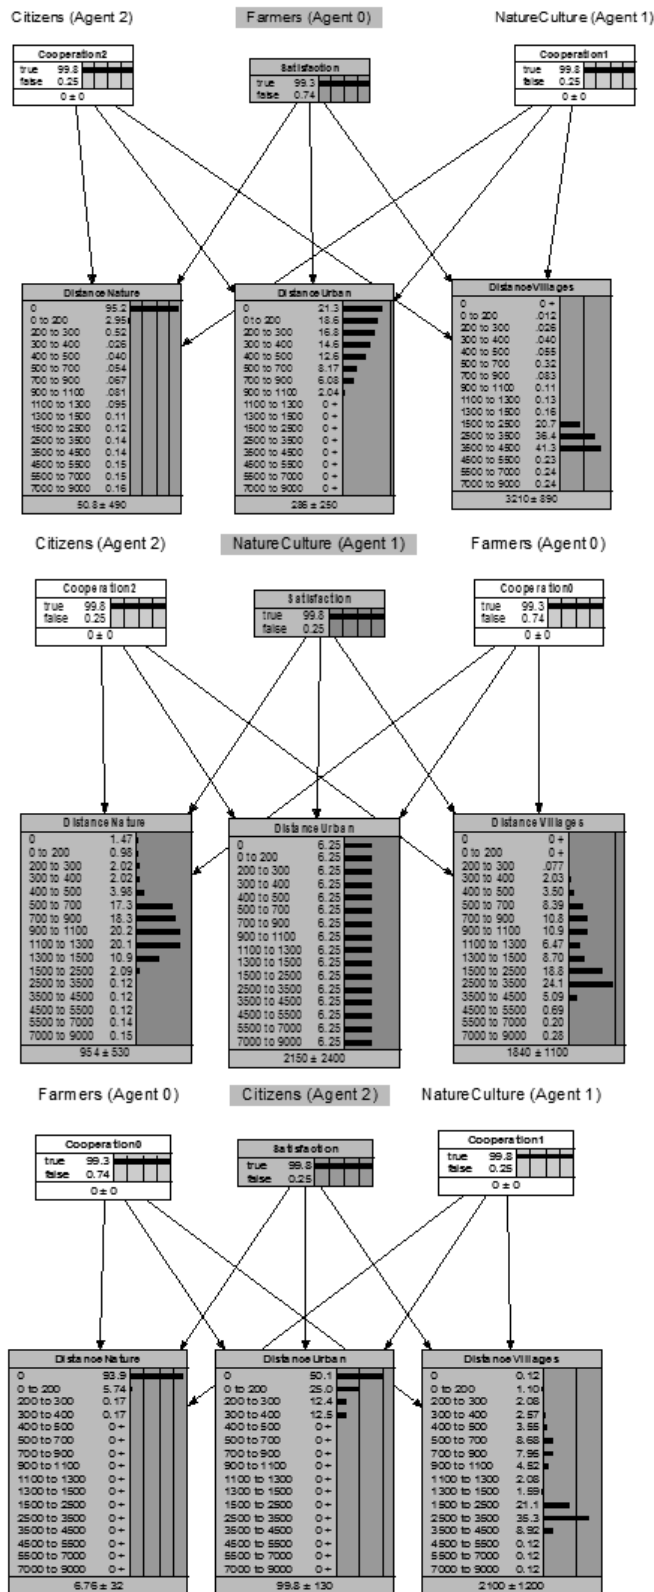 Citizens (Agent 2) Farmers (Agent 0) NatureCulture (Agent 1)
Cooperation2
true 99.8
false 0.25
0 ± 0
Satisfaction
true 99.3
false 0.74
Cooperation1
true 99.8
false 0.25
0 ± 0
DistanceNature
0 95.2
0 to 200 2.95
200 to 300 0.52
300 to 400 .026
400 to 500 .040
500 to 700 .054
700 to 900 .067
900 to 1100 .081
1100 to 1300 .095
1300 to 1500 0.11
1500 to 2500 0.12
2500 to 3500 0.14
3500 to 4500 0.14
4500 to 5500 0.15
5500 to 7000 0.15
7000 to 9000 0.16
50.8 ± 490
DistanceUrban
0 21.3
0 to 200 18.6
200 to 300 16.8
300 to 400 14.6
400 to 500 12.6
500 to 700 8.17
700 to 900 6.08
900 to 1100 2.04
1100 to 1300 0 +
1300 to 1500 0 +
1500 to 2500 0 +
2500 to 3500 0 +
3500 to 4500 0 +
4500 to 5500 0 +
5500 to 7000 0 +
7000 to 9000 0 +
286 ± 250
DistanceVillages
0 0 +
0 to 200 .012
200 to 300 .026
300 to 400 .040
400 to 500 .055
500 to 700 0.32
700 to 900 .083
900 to 1100 0.11
1100 to 1300 0.13
1300 to 1500 0.16
1500 to 2500 20.7
2500 to 3500 36.4
3500 to 4500 41.3
4500 to 5500 0.23
5500 to 7000 0.24
7000 to 9000 0.24
3210 ± 890
Citizens (Agent 2) NatureCulture (Agent 1) Farmers (Agent 0)
Cooperation2
true 99.8
false 0.25
0 ± 0
Satisfaction
true 99.8
false 0.25
Cooperation0
true 99.3
false 0.74
0 ± 0
DistanceNature
0 1.47
0 to 200 0.98
200 to 300 2.02
300 to 400 2.02
400 to 500 3.98
500 to 700 17.3
700 to 900 18.3
900 to 1100 20.2
1100 to 1300 20.1
1300 to 1500 10.9
1500 to 2500 2.09
2500 to 3500 0.12
3500 to 4500 0.12
4500 to 5500 0.12
5500 to 7000 0.14
7000 to 9000 0.15
954 ± 530
DistanceUrban
0 6.25
0 to 200 6.25
200 to 300 6.25
300 to 400 6.25
400 to 500 6.25
500 to 700 6.25
700 to 900 6.25
900 to 1100 6.25
1100 to 1300 6.25
1300 to 1500 6.25
1500 to 2500 6.25
2500 to 3500 6.25
3500 to 4500 6.25
4500 to 5500 6.25
5500 to 7000 6.25
7000 to 9000 6.25
2150 ± 2400
DistanceVillages
0 0 +
0 to 200 0 +
200 to 300 .077
300 to 400 2.03
400 to 500 3.50
500 to 700 8.39
700 to 900 10.8
900 to 1100 10.9
1100 to 1300 6.47
1300 to 1500 8.70
1500 to 2500 18.8
2500 to 3500 24.1
3500 to 4500 5.09
4500 to 5500 0.69
5500 to 7000 0.20
7000 to 9000 0.28
1840 ± 1100
Farmers (Agent 0) Citizens (Agent 2) NatureCulture (Agent 1)
Cooperation0
true 99.3
false 0.74
0 ± 0
Satisfaction
true 99.8
false 0.25
Cooperation1
true 99.8
false 0.25
0 ± 0
DistanceNature
0 93.9
0 to 200 5.74
200 to 300 0.17
300 to 400 0.17
400 to 500 0 +
500 to 700 0 +
700 to 900 0 +
900 to 1100 0 +
1100 to 1300 0 +
1300 to 1500 0 +
1500 to 2500 0 +
2500 to 3500 0 +
3500 to 4500 0 +
4500 to 5500 0 +
5500 to 7000 0 +
7000 to 9000 0 +
6.76 ± 32
DistanceUrban
0 50.1
0 to 200 25.0
200 to 300 12.4
300 to 400 12.5
400 to 500 0 +
500 to 700 0 +
700 to 900 0 +
900 to 1100 0 +
1100 to 1300 0 +
1300 to 1500 0 +
1500 to 2500 0 +
2500 to 3500 0 +
3500 to 4500 0 +
4500 to 5500 0 +
5500 to 7000 0 +
7000 to 9000 0 +
99.8 ± 130
DistanceVillages
0 0.12
0 to 200 1.10
200 to 300 2.08
300 to 400 2.57
400 to 500 3.55
500 to 700 8.68
700 to 900 7.95
900 to 1100 4.52
1100 to 1300 2.08
1300 to 1500 1.59
1500 to 2500 21.1
2500 to 3500 35.3
3500 to 4500 8.92
4500 to 5500 0.12
5500 to 7000 0.12
7000 to 9000 0.12
2100 ± 1200